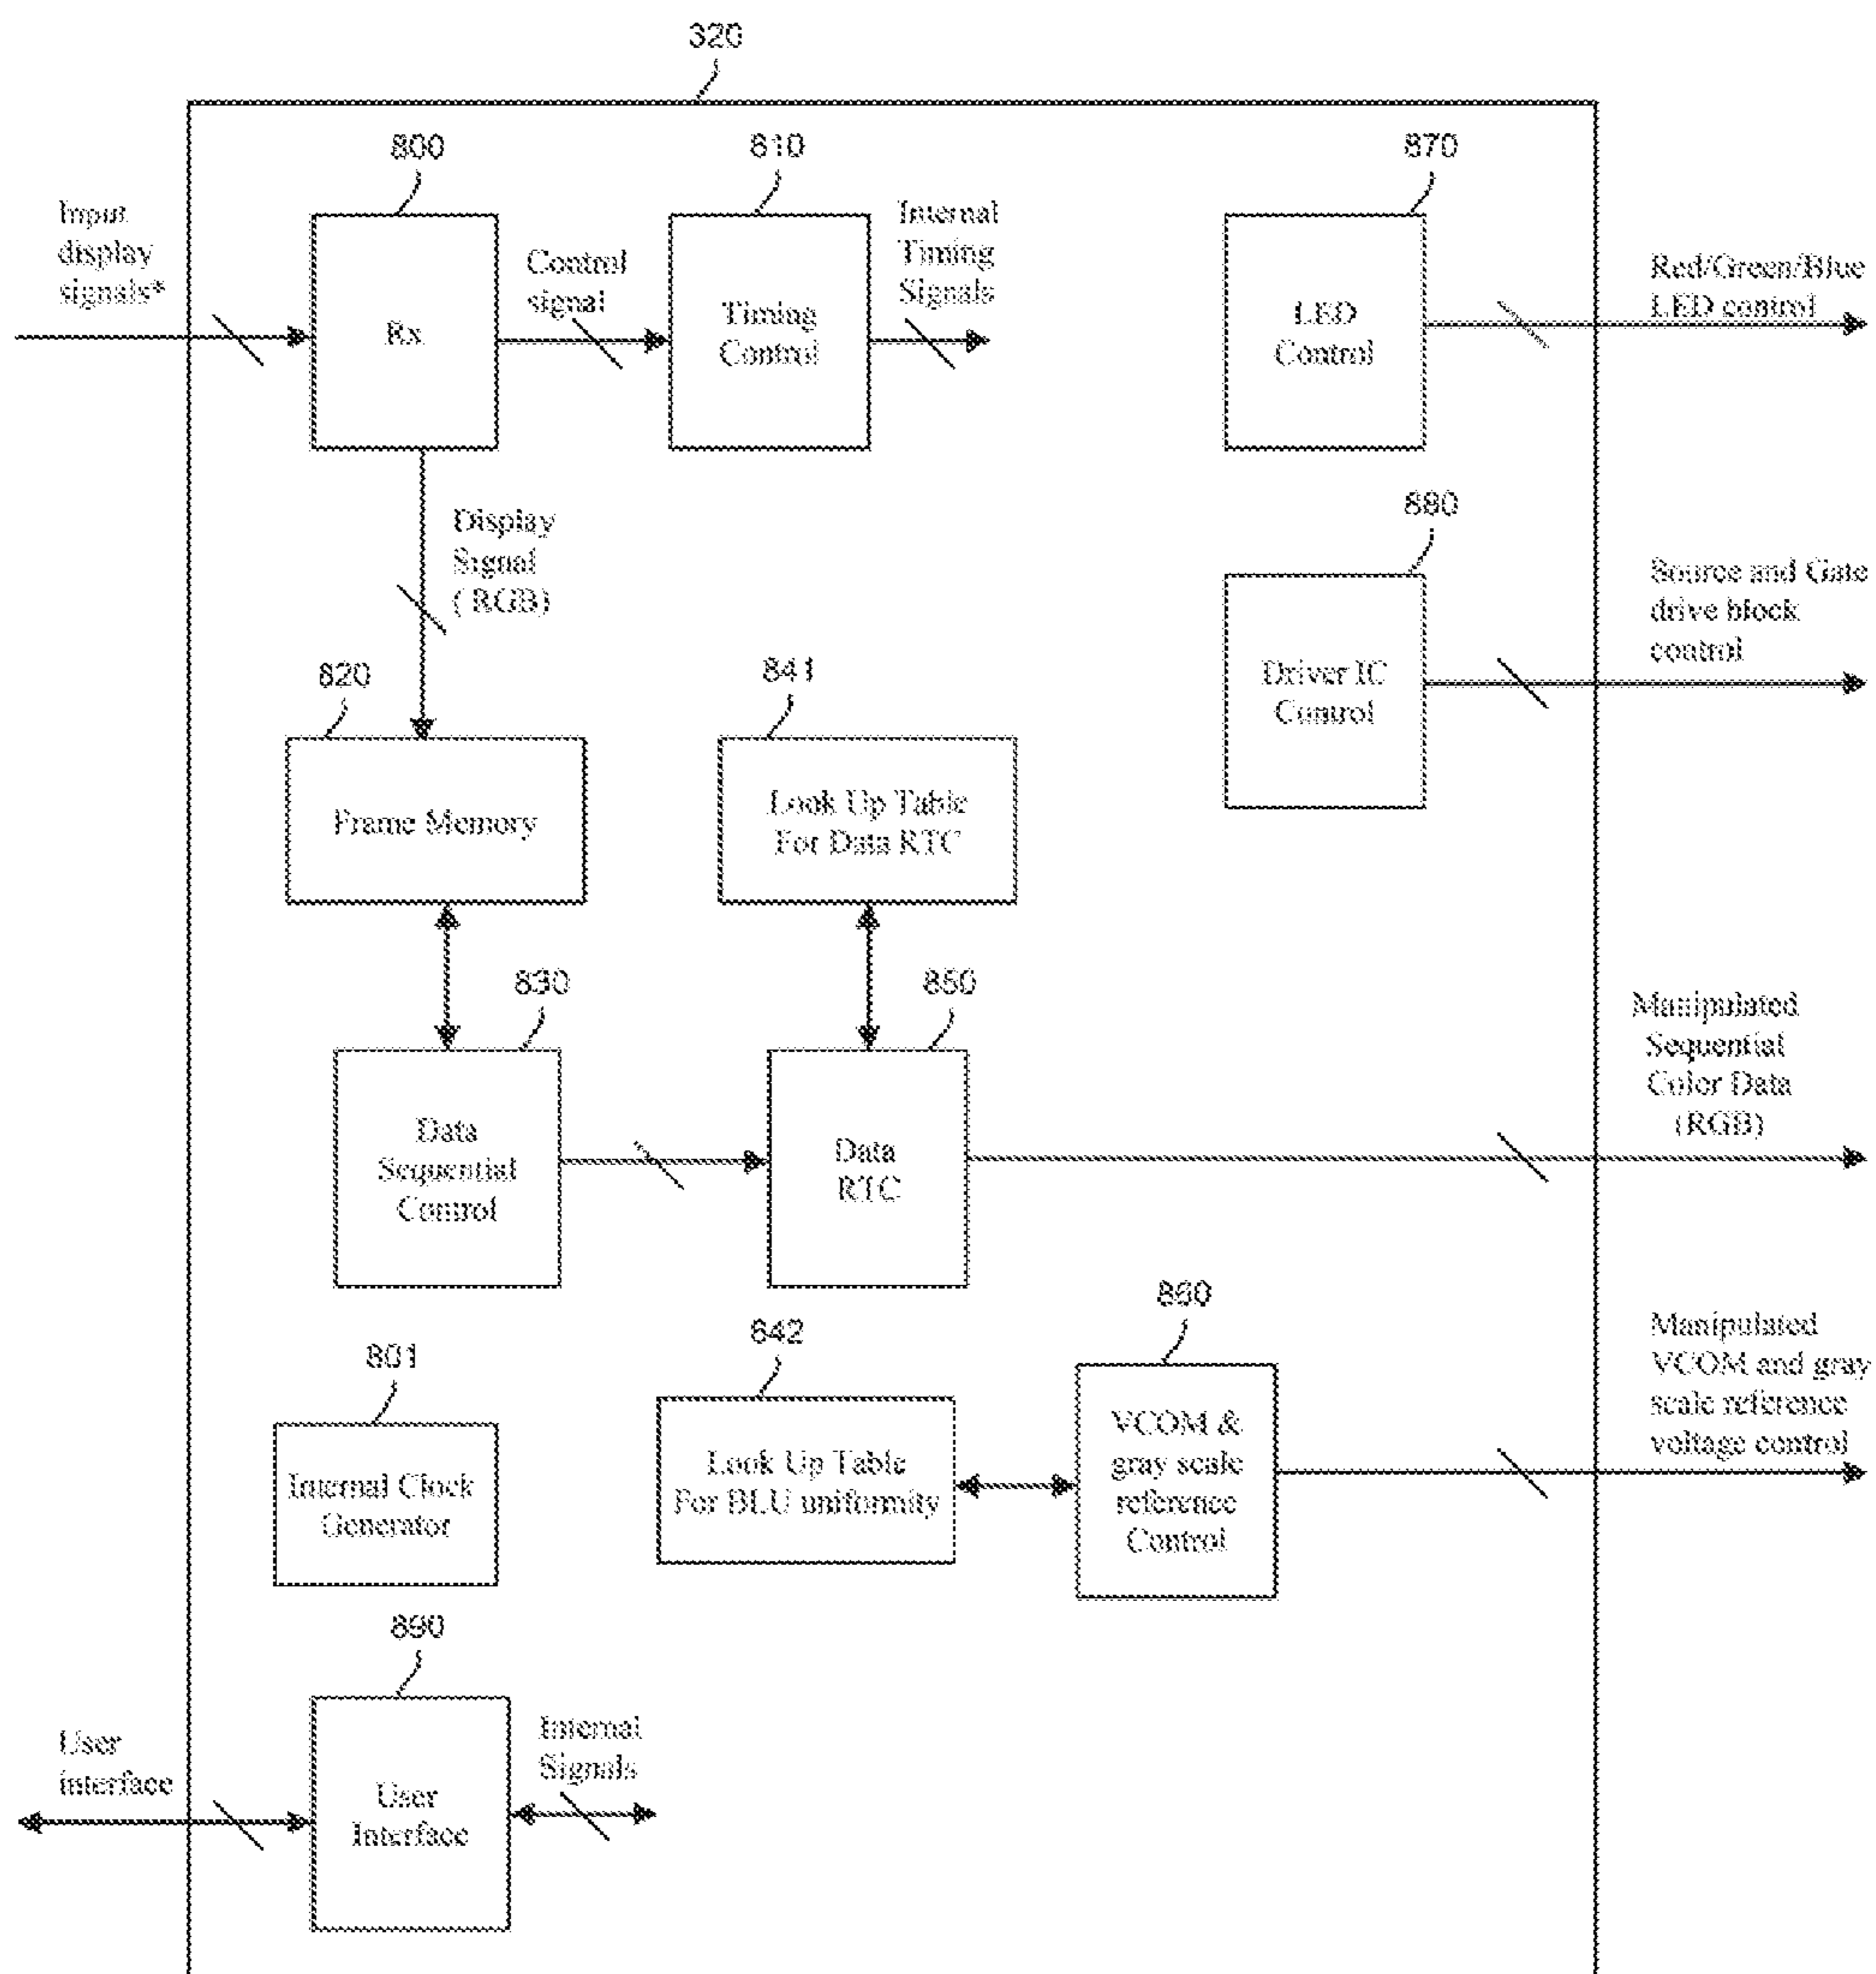 320
800
810
870
Input
display
signals*
Rx
Control
signal
Timing
Control
Internal
Timing
Signals
LED
Control
Red/Green/Blue
LED control
Display
Signal
( RGB)
880
Driver IC
Control
Source and Gate
drive block
control
820
Frame Memory
841
Look Up Table
For Data RTC
830
Data
Sequential
Control
850
Data
RTC
Manipulated
Sequential
Color Data
(RGB)
801
Internal Clock
Generator
842
Look Up Table
For BLU uniformity
860
VCOM &
gray scale
reference
Control
Manipulated
VCOM and gray
scale reference
voltage control
890
User
interface
User
Interface
Internal
Signals